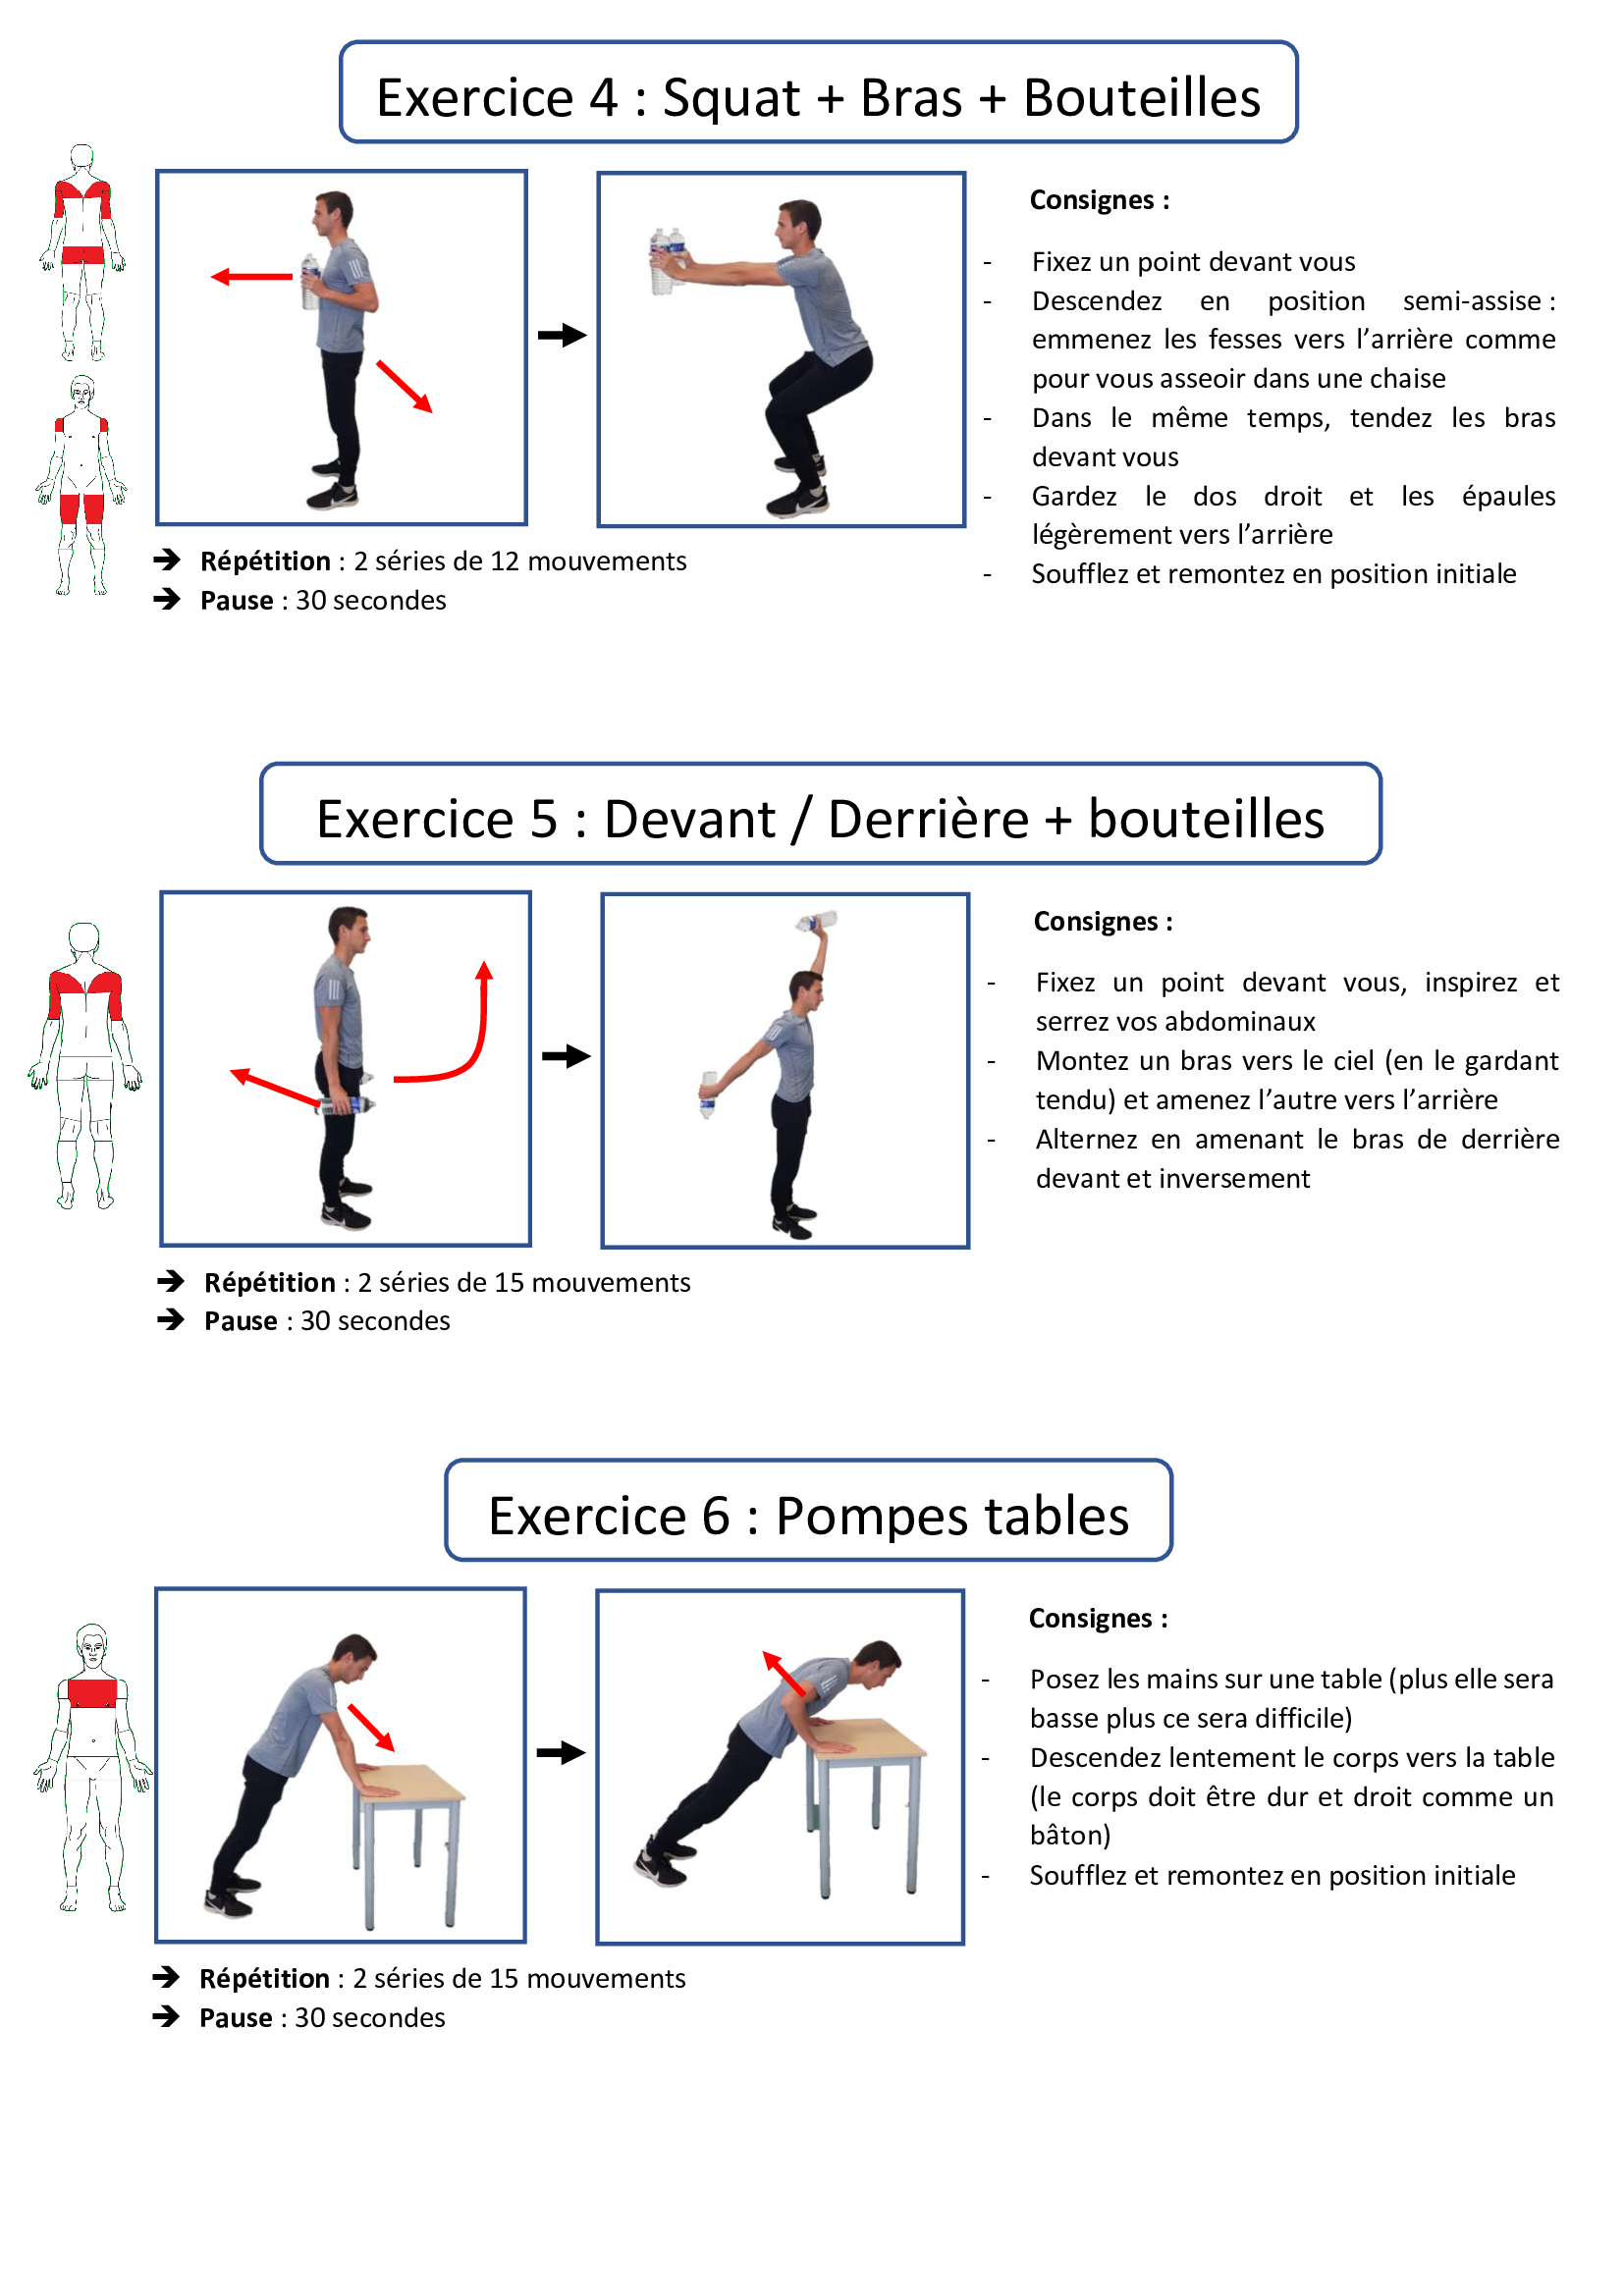 Exercice 4 : Squat + Bras + Bouteilles
Consignes :
- Fixez un point devant vous
- Descendez en position semi-assise :
emmenez les fesses vers l’arrière comme
pour vous asseoir dans une chaise
- Dans le même temps, tendez les bras
devant vous
- Gardez le dos droit et les épaules
légèrement vers l’arrière
- Soufflez et remontez en position initiale
➔ Répétition : 2 séries de 12 mouvements
➔ Pause : 30 secondes
Exercice 5 : Devant / Derrière + bouteilles
Consignes :
- Fixez un point devant vous, inspirez et
serrez vos abdominaux
- Montez un bras vers le ciel (en le gardant
tendu) et amenez l’autre vers l’arrière
- Alternez en amenant le bras de derrière
devant et inversement
➔ Répétition : 2 séries de 15 mouvements
➔ Pause : 30 secondes
Exercice 6 : Pompes tables
Consignes :
- Posez les mains sur une table (plus elle sera
basse plus ce sera difficile)
- Descendez lentement le corps vers la table
(le corps doit être dur et droit comme un
bâton)
- Soufflez et remontez en position initiale
➔ Répétition : 2 séries de 15 mouvements
➔ Pause : 30 secondes